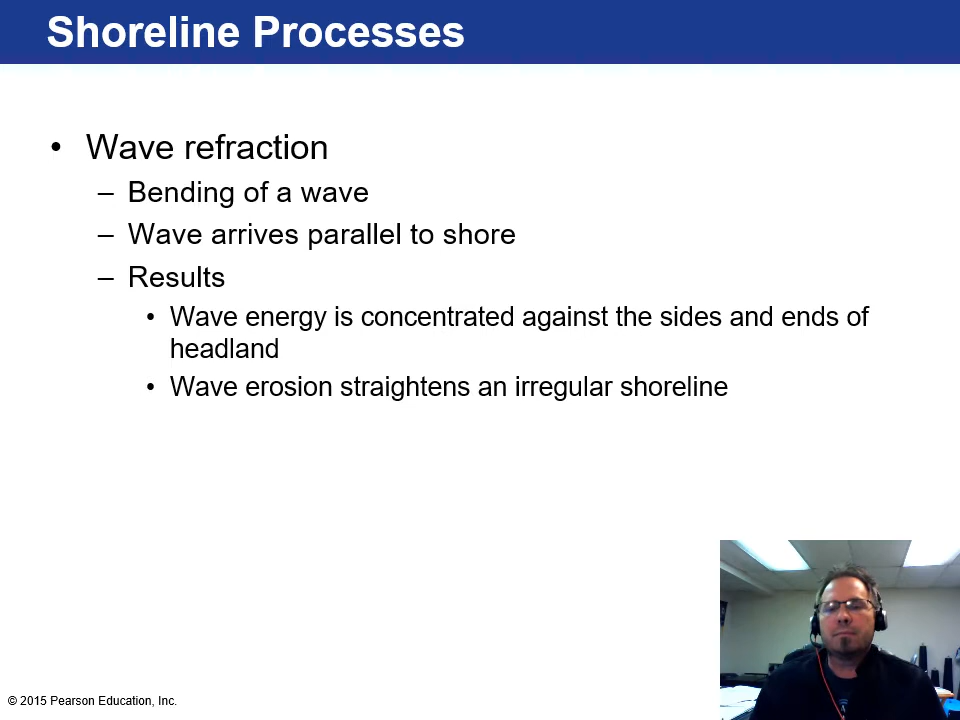 Shoreline Processes
• Wave refraction
– Bending of a wave
– Wave arrives parallel to shore
– Results
• Wave energy is concentrated against the sides and ends of
headland
• Wave erosion straightens an irregular shoreline
© 2015 Pearson Education, Inc.